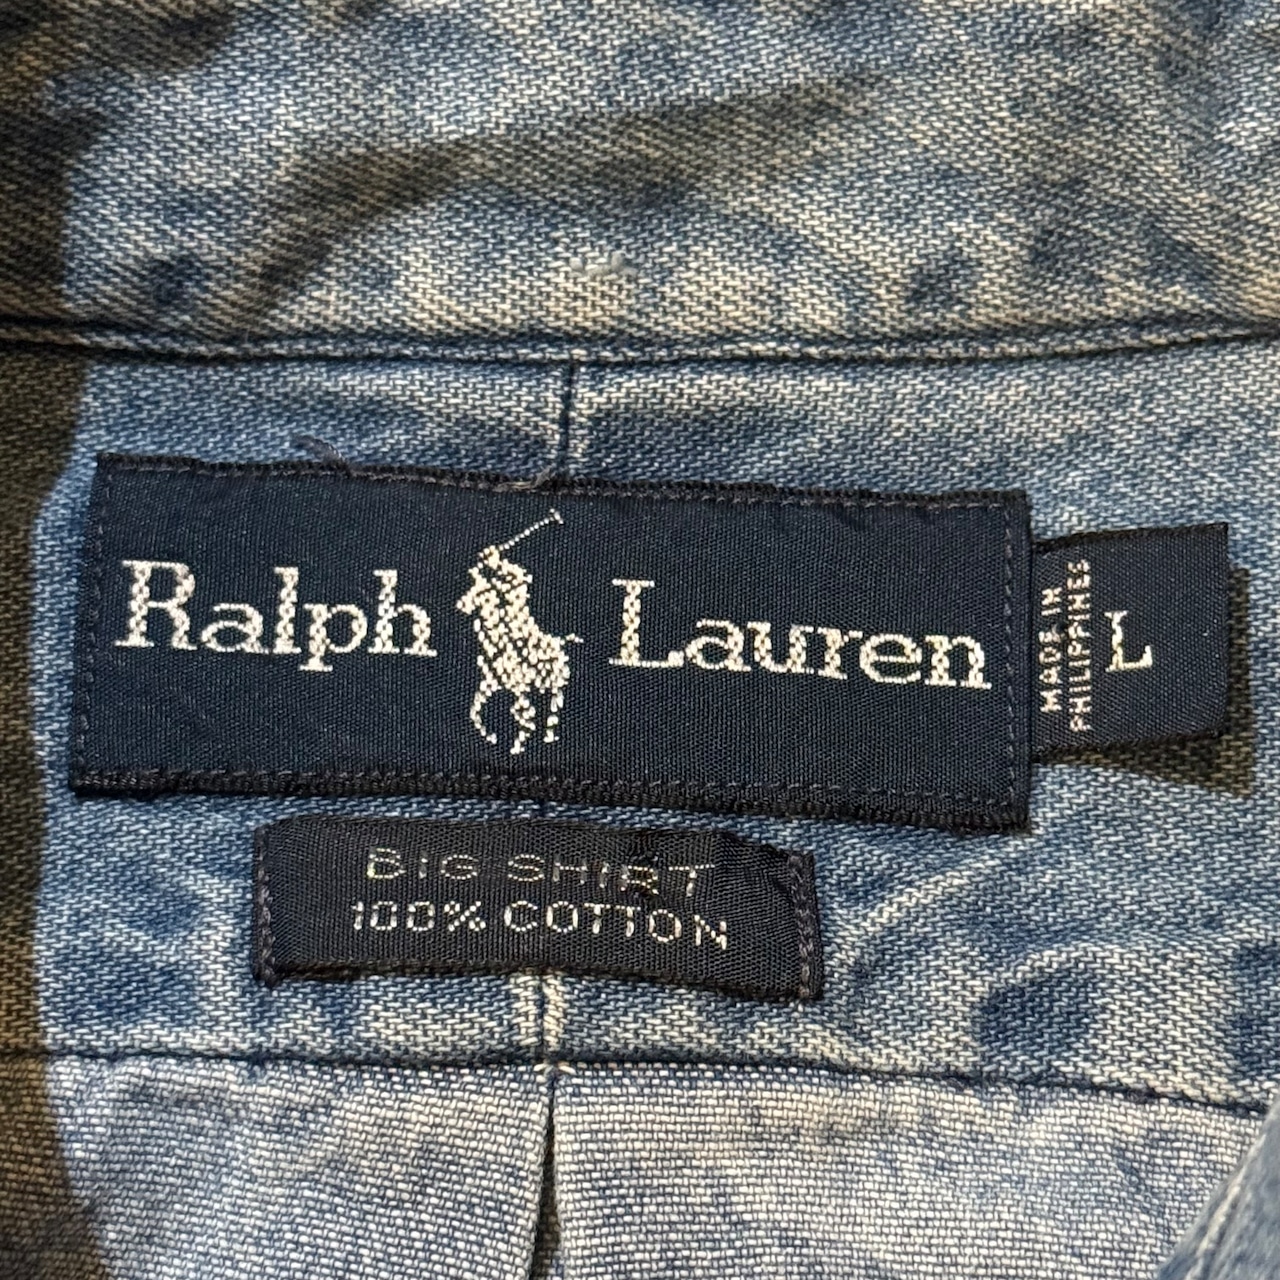 Ralph Lauren
MADE IN
PHILIPPINES
L
BIG SHIRT
100% COTTON